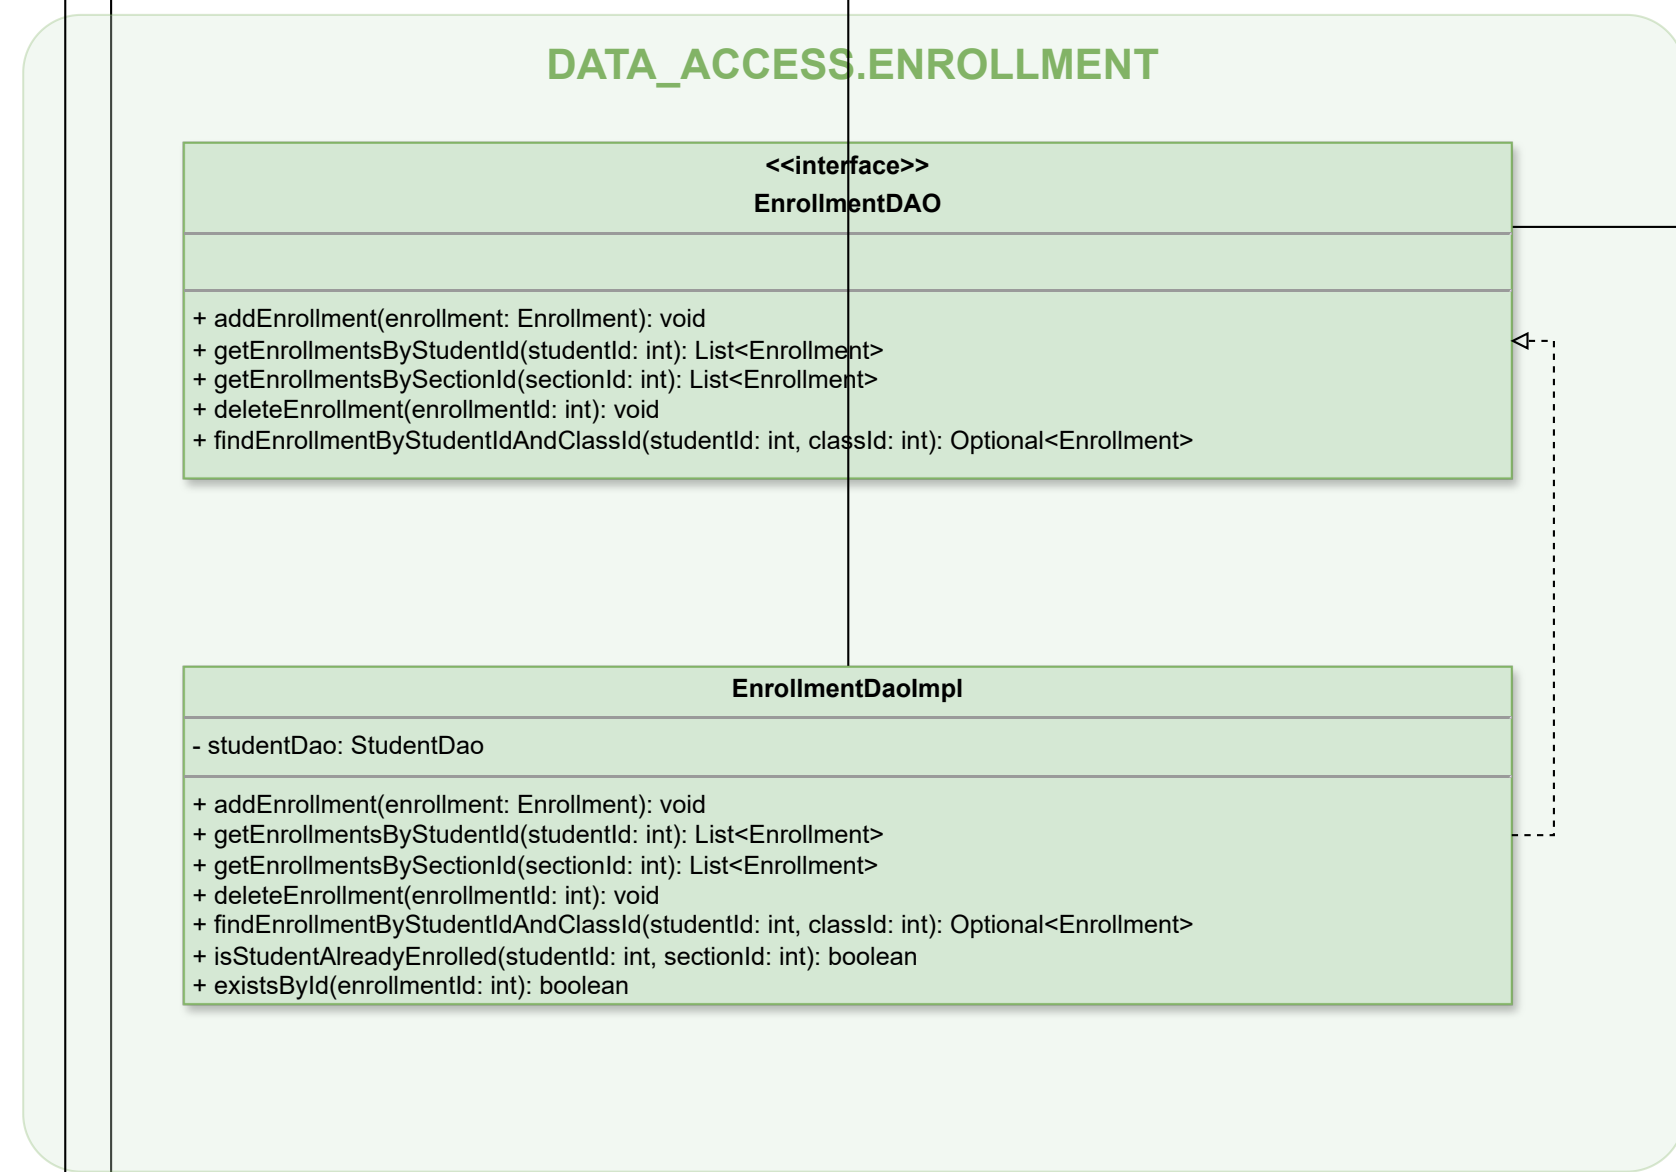 DATA_ACCESS.ENROLLMENT
<<interface>>
EnrollmentDAO
+ addEnrollment(enrollment: Enrollment): void
+ getEnrollmentsByStudentId(studentId: int): List<Enrollment>
+ getEnrollmentsBySectionId(sectionId: int): List<Enrollment>
+ deleteEnrollment(enrollmentId: int): void
+ findEnrollmentByStudentIdAndClassId(studentId: int, classId: int): Optional<Enrollment>
EnrollmentDaoImpl
- studentDao: StudentDao
+ addEnrollment(enrollment: Enrollment): void
+ getEnrollmentsByStudentId(studentId: int): List<Enrollment>
+ getEnrollmentsBySectionId(sectionId: int): List<Enrollment>
+ deleteEnrollment(enrollmentId: int): void
+ findEnrollmentByStudentIdAndClassId(studentId: int, classId: int): Optional<Enrollment>
+ isStudentAlreadyEnrolled(studentId: int, sectionId: int): boolean
+ existsById(enrollmentId: int): boolean